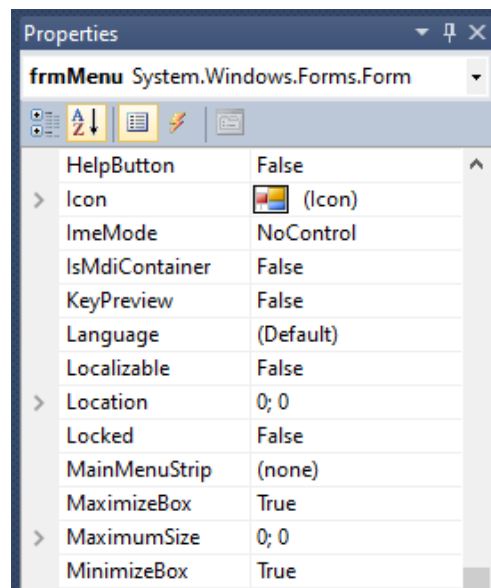 Properties
frmMenu System.Windows.Forms.Form
HelpButton False
Icon (Icon)
ImeMode NoControl
IsMdiContainer False
KeyPreview False
Language (Default)
Localizable False
Location 0; 0
Locked False
MainMenuStrip (none)
MaximizeBox True
MaximumSize 0; 0
MinimizeBox True